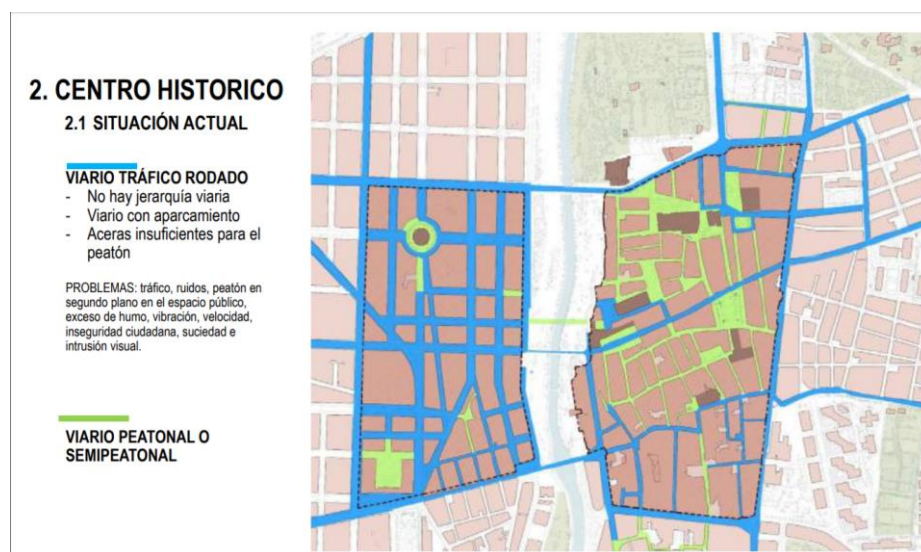 2. CENTRO HISTORICO
2.1 SITUACIÓN ACTUAL
VIARIO TRÁFICO RODADO
- No hay jerarquía viaria
- Viario con aparcamiento
- Aceras insuficientes para el
peatón
PROBLEMAS: tráfico, ruidos, peatón en
segundo plano en el espacio público,
exceso de humo, vibración, velocidad,
inseguridad ciudadana, suciedad e
intrusión visual.
VIARIO PEATONAL O
SEMIPEATONAL